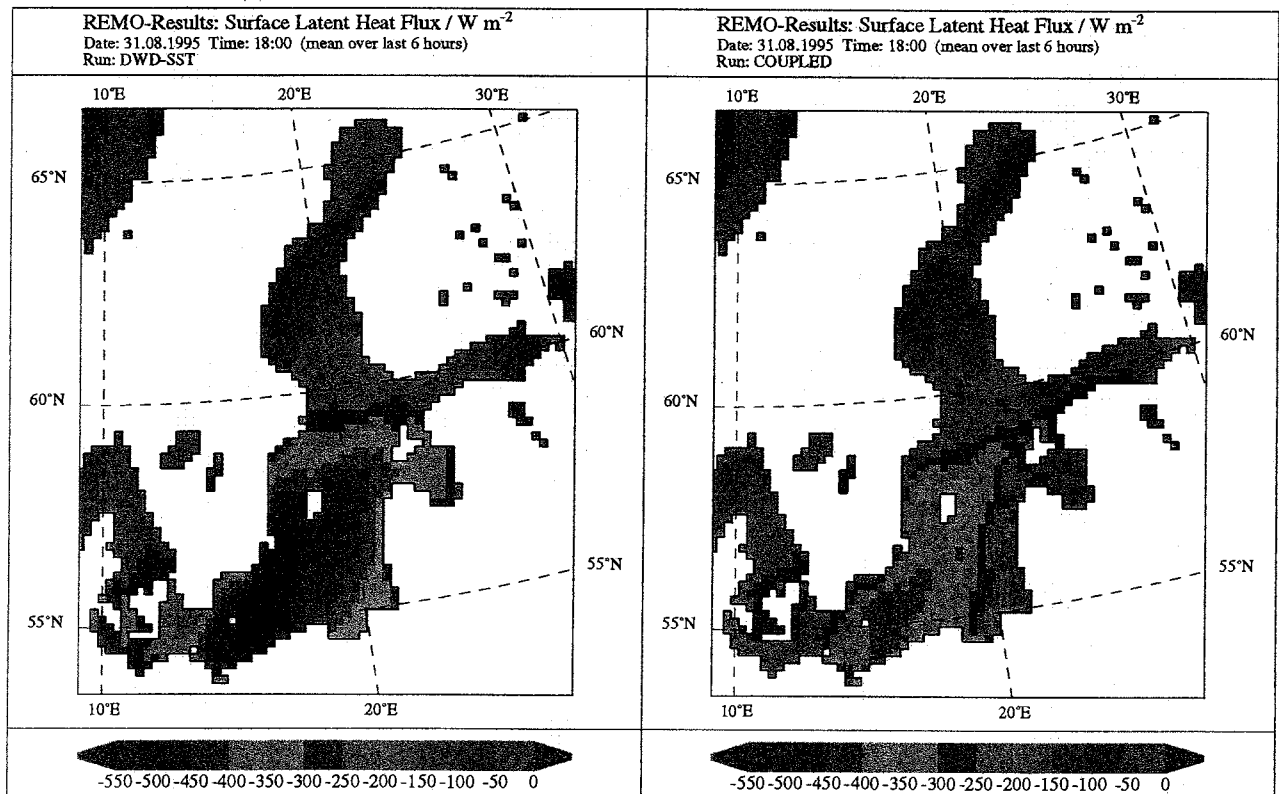 REMO-Results: Surface Latent Heat Flux / W m⁻²
Date: 31.08.1995 Time: 18:00 (mean over last 6 hours)
Run: DWD-SST
10°E 20°E 30°E
65°N
60°N
60°N
55°N
55°N
10°E 20°E
-550 -500 -450 -400 -350 -300 -250 -200 -150 -100 -50 0
REMO-Results: Surface Latent Heat Flux / W m⁻²
Date: 31.08.1995 Time: 18:00 (mean over last 6 hours)
Run: COUPLED
10°E 20°E 30°E
65°N
60°N
60°N
55°N
55°N
10°E 20°E
-550 -500 -450 -400 -350 -300 -250 -200 -150 -100 -50 0